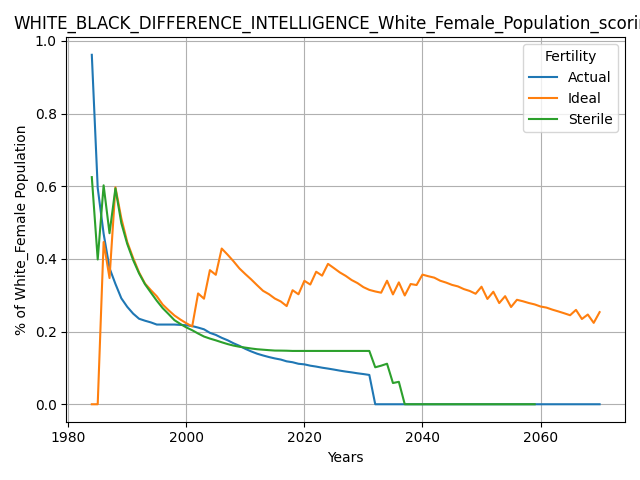 WHITE_BLACK_DIFFERENCE_INTELLIGENCE_White_Female_Population_scorin
Fertility
Actual
Ideal
Sterile
% of White_Female Population
1.0
0.8
0.6
0.4
0.2
0.0
1980 2000 2020 2040 2060
Years